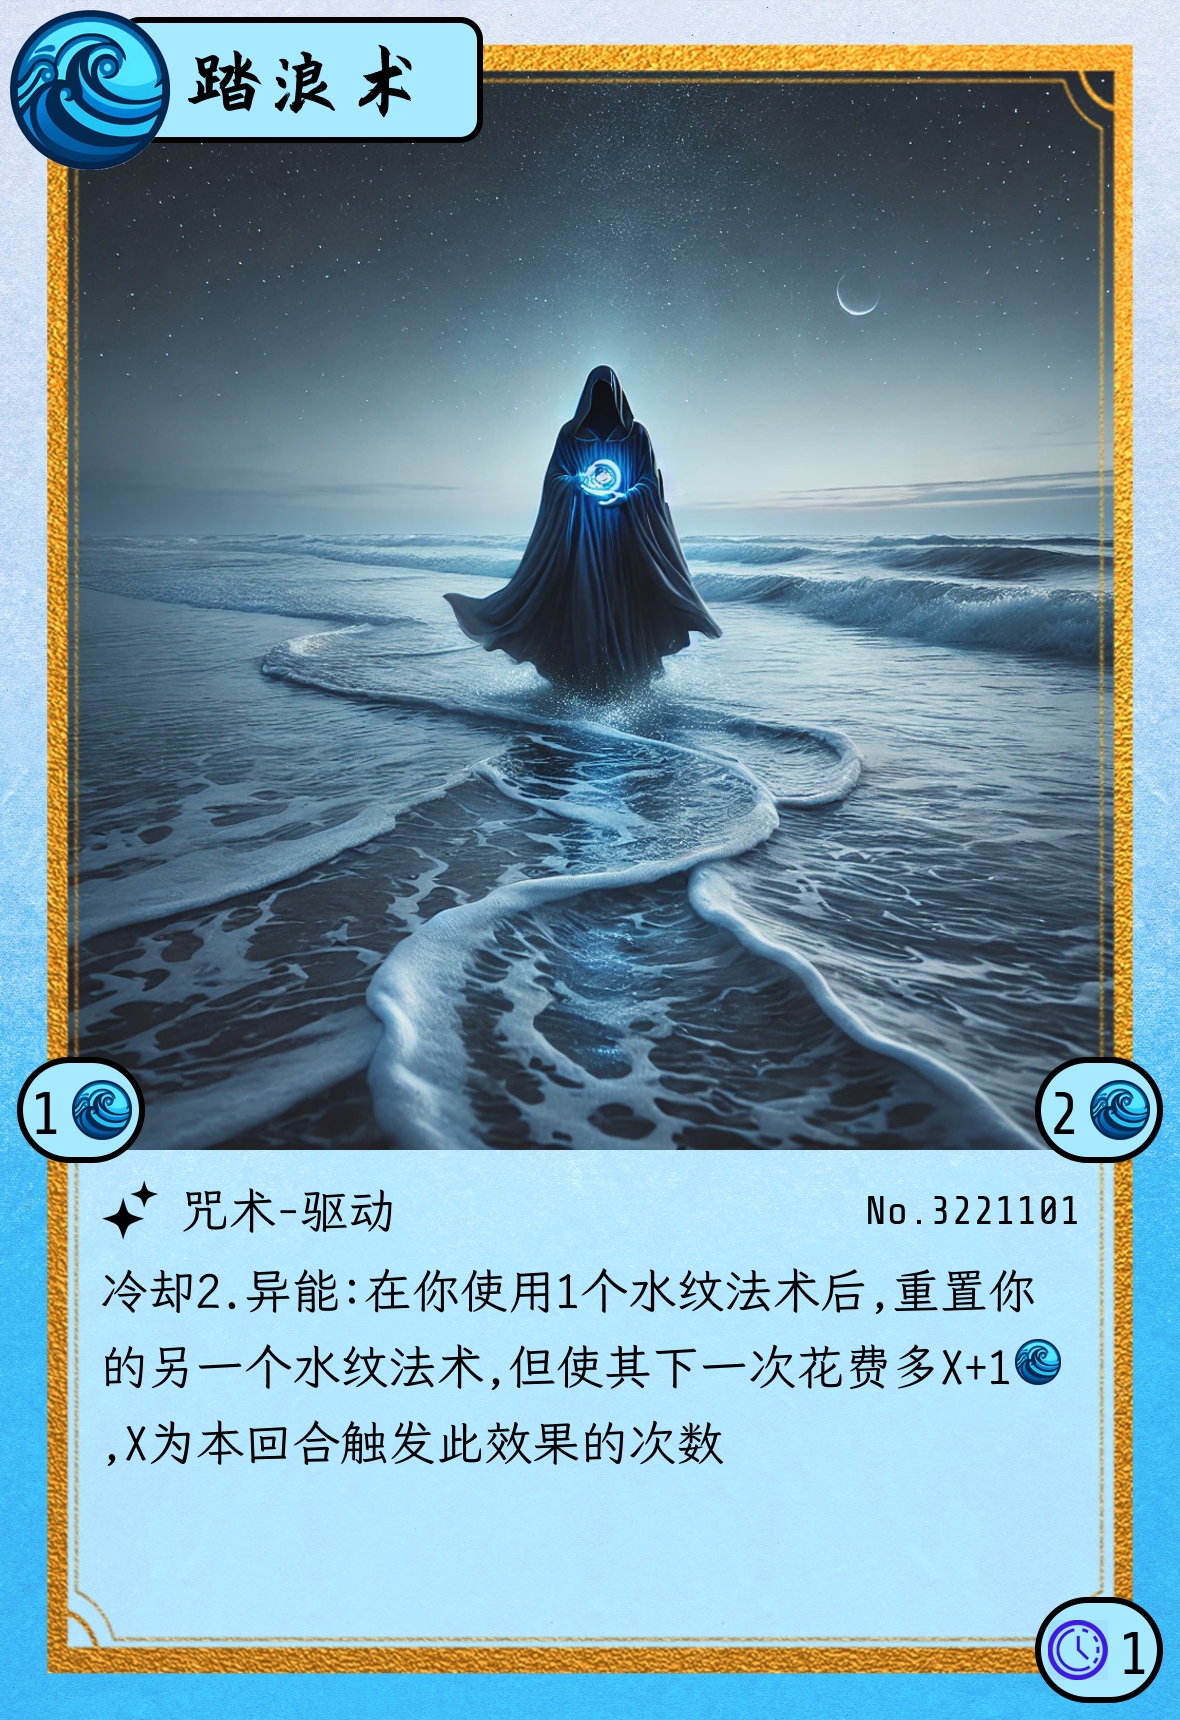 踏浪术
1
2
咒术-驱动
No.3221101
冷却2.异能:在你使用1个水纹法术后,重置你
的另一个水纹法术,但使其下一次花费多X+1
,X为本回合触发此效果的次数
1